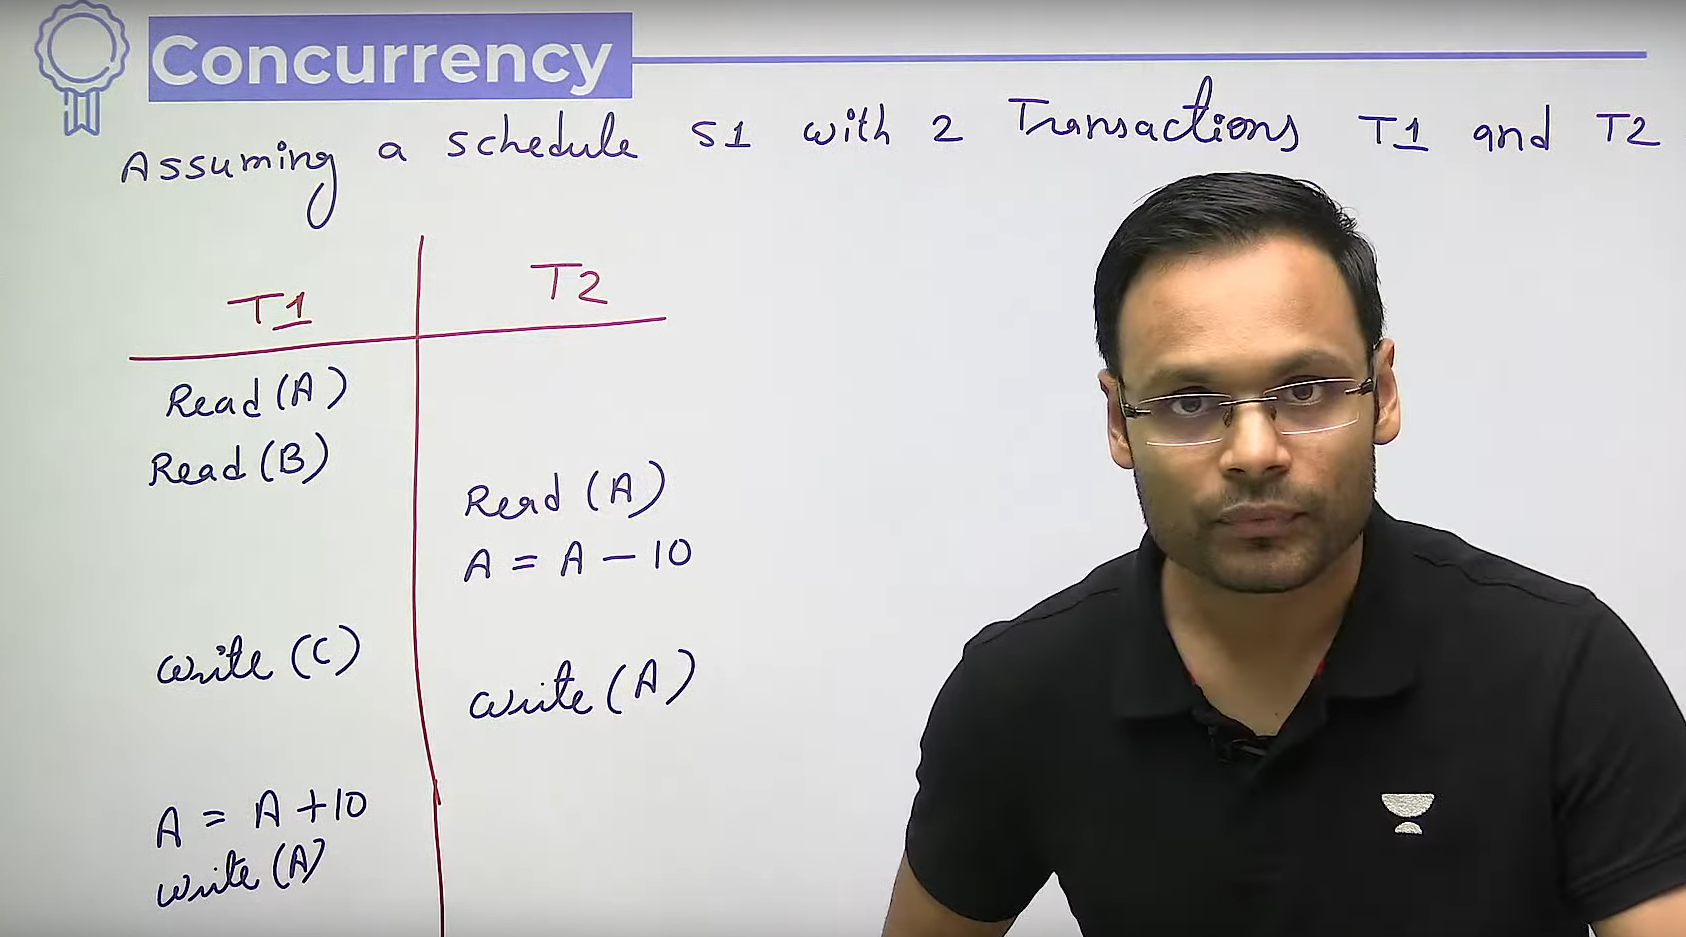 Concurrency
Assuming a schedule S1 with 2 Transactions T1 and T2
T1
T2
Read (A)
Read (B)
Read (A)
A = A - 10
write (C)
write (A)
A = A + 10
write (A)